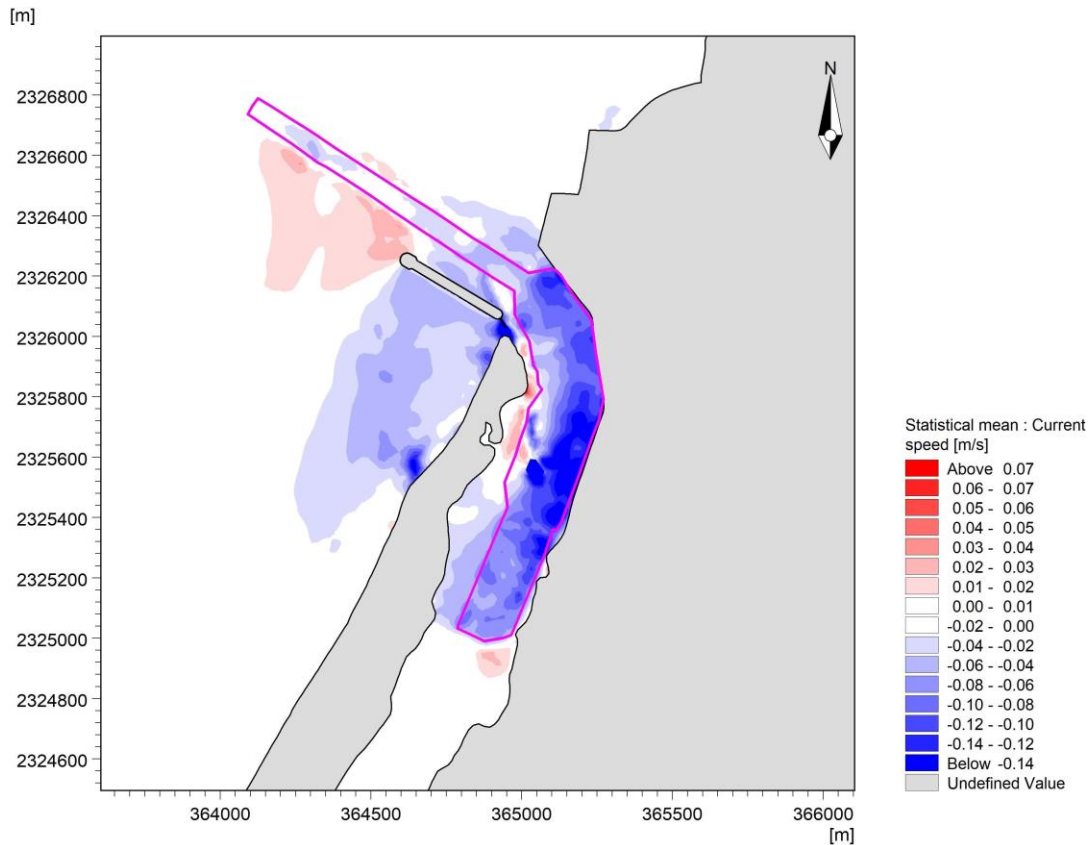 [m]
N
2326800
2326600
2326400
2326200
2326000
2325800
2325600
2325400
2325200
2325000
2324800
2324600
364000 364500 365000 365500 366000
[m]
Statistical mean : Current
speed [m/s]
Above 0.07
0.06 - 0.07
0.05 - 0.06
0.04 - 0.05
0.03 - 0.04
0.02 - 0.03
0.01 - 0.02
0.00 - 0.01
-0.02 - 0.00
-0.04 - -0.02
-0.06 - -0.04
-0.08 - -0.06
-0.10 - -0.08
-0.12 - -0.10
-0.14 - -0.12
Below -0.14
Undefined Value